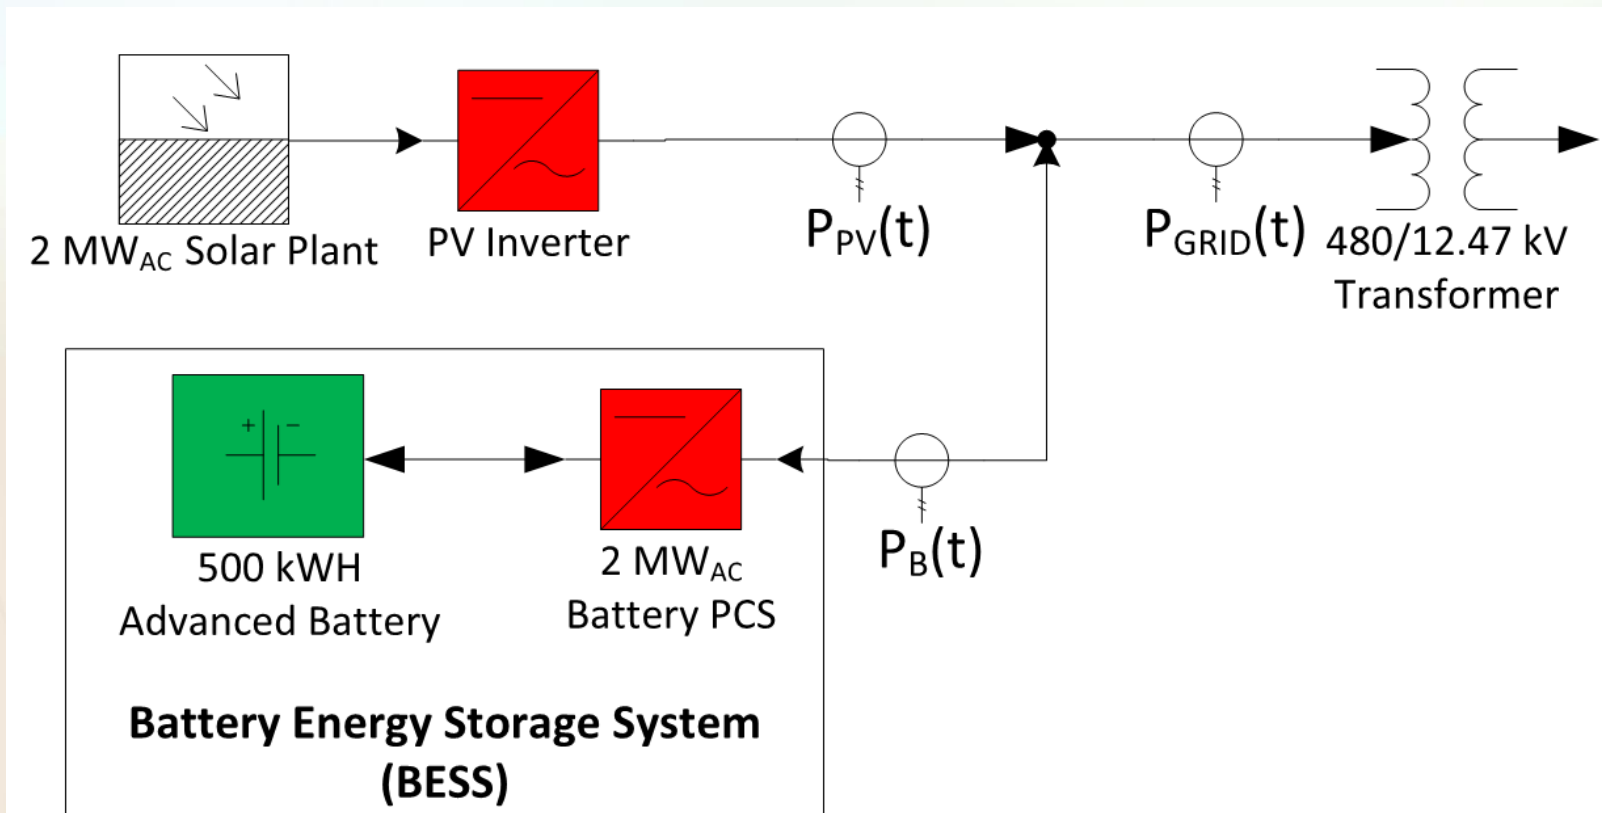 2 MWAC Solar Plant
PV Inverter
PPV(t)
PGRID(t)
480/12.47 kV
Transformer
+ −
500 kWH
Advanced Battery
2 MWAC
Battery PCS
PB(t)
Battery Energy Storage System
(BESS)